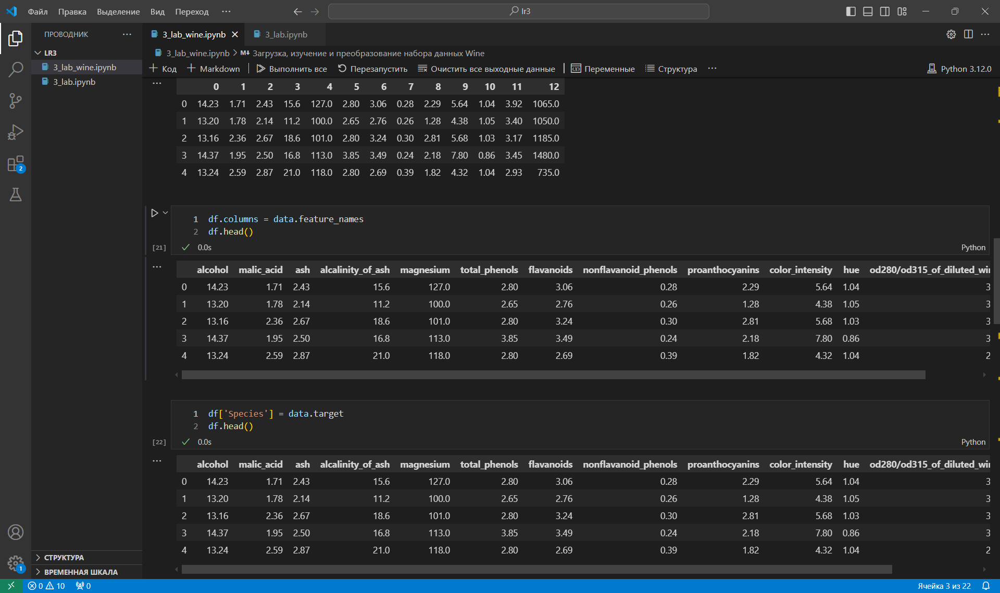 Файл Правка Выделение Вид Переход ··· lr3
ПРОВОДНИК ··· 3_lab_wine.ipynb 3_lab.ipynb ···
LR3
3_lab_wine.ipynb
3_lab.ipynb
3_lab_wine.ipynb > M↓ Загрузка, изучение и преобразование набора данных Wine
+ Код + Markdown | Выполнить все Перезапустить Очистить все выходные данные | Переменные Структура ··· Python 3.12.0
0 1 2 3 4 5 6 7 8 9 10 11 12
0 14.23 1.71 2.43 15.6 127.0 2.80 3.06 0.28 2.29 5.64 1.04 3.92 1065.0
1 13.20 1.78 2.14 11.2 100.0 2.65 2.76 0.26 1.28 4.38 1.05 3.40 1050.0
2 13.16 2.36 2.67 18.6 101.0 2.80 3.24 0.30 2.81 5.68 1.03 3.17 1185.0
3 14.37 1.95 2.50 16.8 113.0 3.85 3.49 0.24 2.18 7.80 0.86 3.45 1480.0
4 13.24 2.59 2.87 21.0 118.0 2.80 2.69 0.39 1.82 4.32 1.04 2.93 735.0
1 df.columns = data.feature_names
2 df.head()
[21] ✓ 0.0s Python
alcohol malic_acid ash alcalinity_of_ash magnesium total_phenols flavanoids nonflavanoid_phenols proanthocyanins color_intensity hue od280/od315_of_diluted_wi
0 14.23 1.71 2.43 15.6 127.0 2.80 3.06 0.28 2.29 5.64 1.04 3
1 13.20 1.78 2.14 11.2 100.0 2.65 2.76 0.26 1.28 4.38 1.05 3
2 13.16 2.36 2.67 18.6 101.0 2.80 3.24 0.30 2.81 5.68 1.03 3
3 14.37 1.95 2.50 16.8 113.0 3.85 3.49 0.24 2.18 7.80 0.86 3
4 13.24 2.59 2.87 21.0 118.0 2.80 2.69 0.39 1.82 4.32 1.04 2
1 df['Species'] = data.target
2 df.head()
[22] ✓ 0.0s Python
alcohol malic_acid ash alcalinity_of_ash magnesium total_phenols flavanoids nonflavanoid_phenols proanthocyanins color_intensity hue od280/od315_of_diluted_wi
0 14.23 1.71 2.43 15.6 127.0 2.80 3.06 0.28 2.29 5.64 1.04 3
1 13.20 1.78 2.14 11.2 100.0 2.65 2.76 0.26 1.28 4.38 1.05 3
2 13.16 2.36 2.67 18.6 101.0 2.80 3.24 0.30 2.81 5.68 1.03 3
3 14.37 1.95 2.50 16.8 113.0 3.85 3.49 0.24 2.18 7.80 0.86 3
4 13.24 2.59 2.87 21.0 118.0 2.80 2.69 0.39 1.82 4.32 1.04 2
2
1
СТРУКТУРА
ВРЕМЕННАЯ ШКАЛА
0 10 0 Ячейка 3 из 22